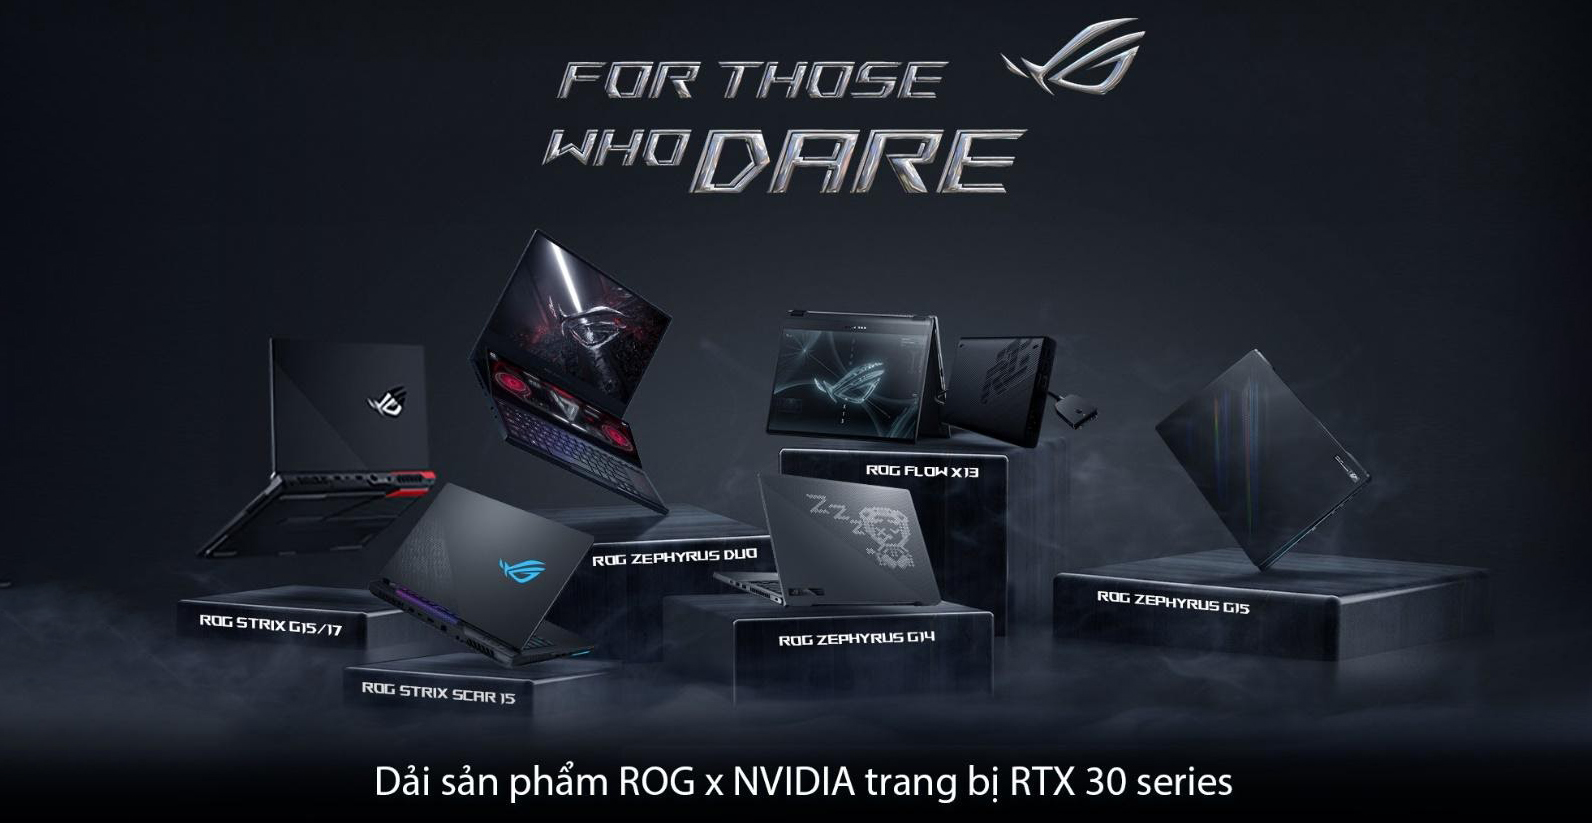 FOR THOSE
WHO DARE
ROG FLOW X13
ROG ZEPHYRUS DUO
ROG ZEPHYRUS G15
ROG STRIX G15/17
ROG ZEPHYRUS G14
ROG STRIX SCAR 15
Zzzz
Dải sản phẩm ROG x NVIDIA trang bị RTX 30 series